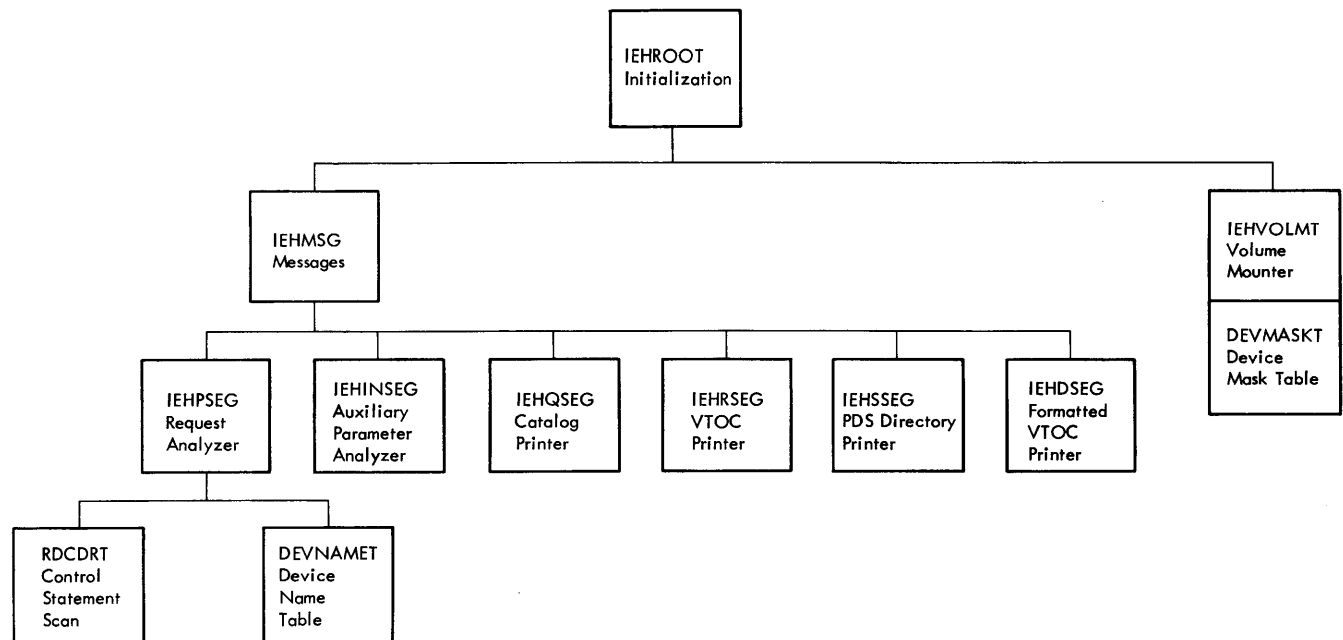 IEHROOT
Initialization
IEHMSG
Messages
IEHVOLMT
Volume
Mounter
DEVMASKT
Device
Mask Table
IEHPSEG
Request
Analyzer
IEHINSEG
Auxiliary
Parameter
Analyzer
IEHQSEG
Catalog
Printer
IEHRSEG
VTOC
Printer
IEHSSEG
PDS Directory
Printer
IEHDSEG
Formatted
VTOC
Printer
RDCDRT
Control
Statement
Scan
DEVNAMET
Device
Name
Table